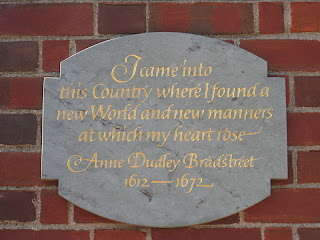 I came into
this Country where I found a
new World and new manners
at which my heart rose
Anne Dudley Bradstreet
1612—1672